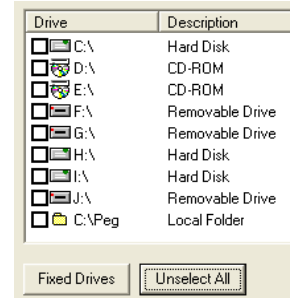 Drive Description
C:\ Hard Disk
D:\ CD-ROM
E:\ CD-ROM
F:\ Removable Drive
G:\ Removable Drive
H:\ Hard Disk
I:\ Hard Disk
J:\ Removable Drive
C:\Peg Local Folder
Fixed Drives Unselect All